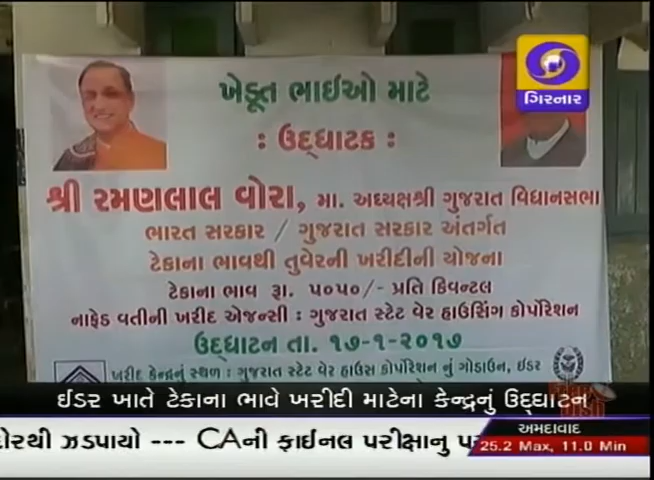 ખેડૂત ભાઈઓ માટે
ગિરનાર
: ઉદ્ઘાટક :
શ્રી રમણલાલ વોરા, મા. અધ્યક્ષશ્રી ગુજરાત વિધાનસભા
ભારત સરકાર / ગુજરાત સરકાર અંતર્ગત
ટેકાના ભાવથી તુવેરની ખરીદીની યોજના
ટેકાના ભાવ રૂા. ૫૦૫૦/- પ્રતિ કિવન્ટલ
નાફેડ વતીની ખરીદ એજન્સી : ગુજરાત સ્ટેટ વેર હાઉસિંગ કોર્પોરેશન
ઉદ્ઘાટન તા. ૧૭-૧-૨૦૧૭
ખરીદ કેન્દ્રનું સ્થળ : ગુજરાત સ્ટેટ વેર હાઉસ કોર્પોરેશન નું ગોડાઉન, ઈડર
ઈડર ખાતે ટેકાના ભાવે ખરીદી માટેના કેન્દ્રનું ઉદ્ઘાટન
ઝડપાયો --- CAની ફાઈનલ પરીક્ષાનુ
અમદાવાદ
25.2 Max, 11.0 Min